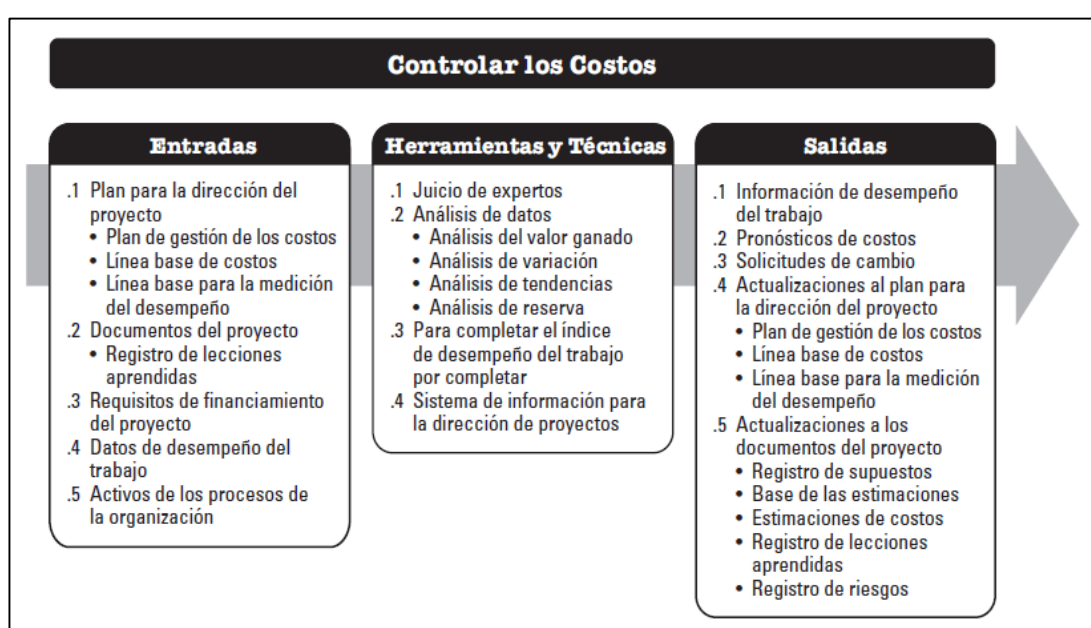 Controlar los Costos
Entradas
.1 Plan para la dirección del
proyecto
• Plan de gestión de los costos
• Línea base de costos
• Línea base para la medición
del desempeño
.2 Documentos del proyecto
• Registro de lecciones
aprendidas
.3 Requisitos de financiamiento
del proyecto
.4 Datos de desempeño del
trabajo
.5 Activos de los procesos de
la organización
Herramientas y Técnicas
.1 Juicio de expertos
.2 Análisis de datos
• Análisis del valor ganado
• Análisis de variación
• Análisis de tendencias
• Análisis de reserva
.3 Para completar el índice
de desempeño del trabajo
por completar
.4 Sistema de información para
la dirección de proyectos
Salidas
.1 Información de desempeño
del trabajo
.2 Pronósticos de costos
.3 Solicitudes de cambio
.4 Actualizaciones al plan para
la dirección del proyecto
• Plan de gestión de los costos
• Línea base de costos
• Línea base para la medición
del desempeño
.5 Actualizaciones a los
documentos del proyecto
• Registro de supuestos
• Base de las estimaciones
• Estimaciones de costos
• Registro de lecciones
aprendidas
• Registro de riesgos